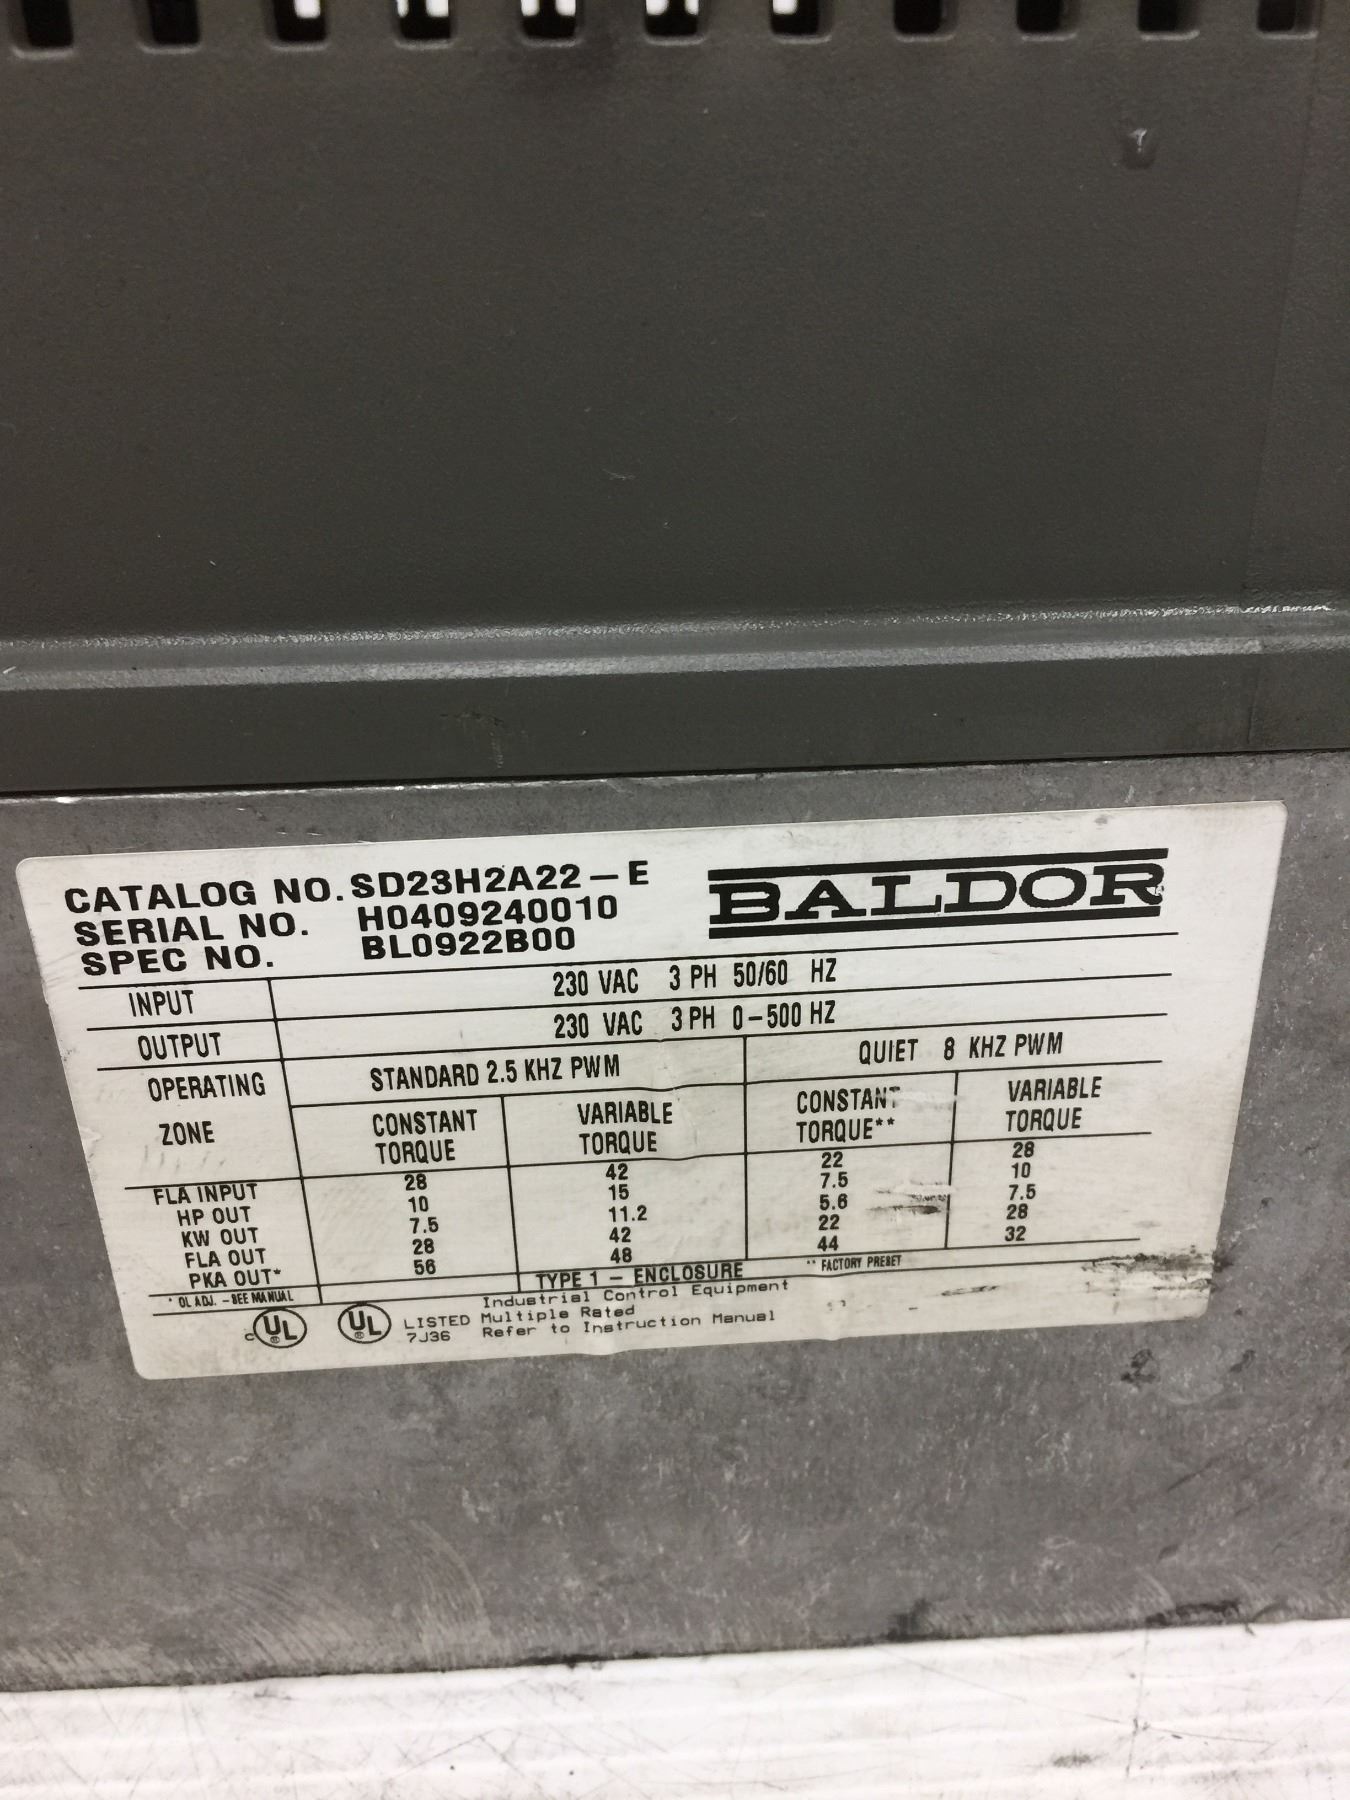 CATALOG NO. SD23H2A22-E
BALDOR
SERIAL NO. H0409240010
SPEC NO. BL0922B00
INPUT 230 VAC 3 PH 50/60 HZ
OUTPUT 230 VAC 3 PH 0-500 HZ
OPERATING ZONE
STANDARD 2.5 KHZ PWM QUIET 8 KHZ PWM
CONSTANT TORQUE VARIABLE TORQUE CONSTANT TORQUE** VARIABLE TORQUE
FLA INPUT 28 42 22 28
HP OUT 10 15 7.5 10
KW OUT 7.5 11.2 5.6 7.5
FLA OUT 28 42 22 28
PKA OUT* 56 48 44 32
* OL ADJ. - SEE MANUAL TYPE 1 - ENCLOSURE ** FACTORY PRESET
Industrial Control Equipment
c UL ® UL ® LISTED Multiple Rated
7J36 Refer to Instruction Manual